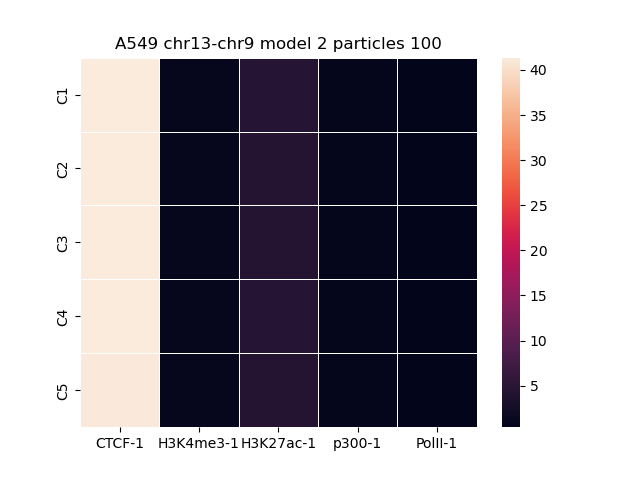 A549 chr13-chr9 model 2 particles 100
C1
C2
C3
C4
C5
CTCF-1 H3K4me3-1 H3K27ac-1 p300-1 PolII-1
40
35
30
25
20
15
10
5